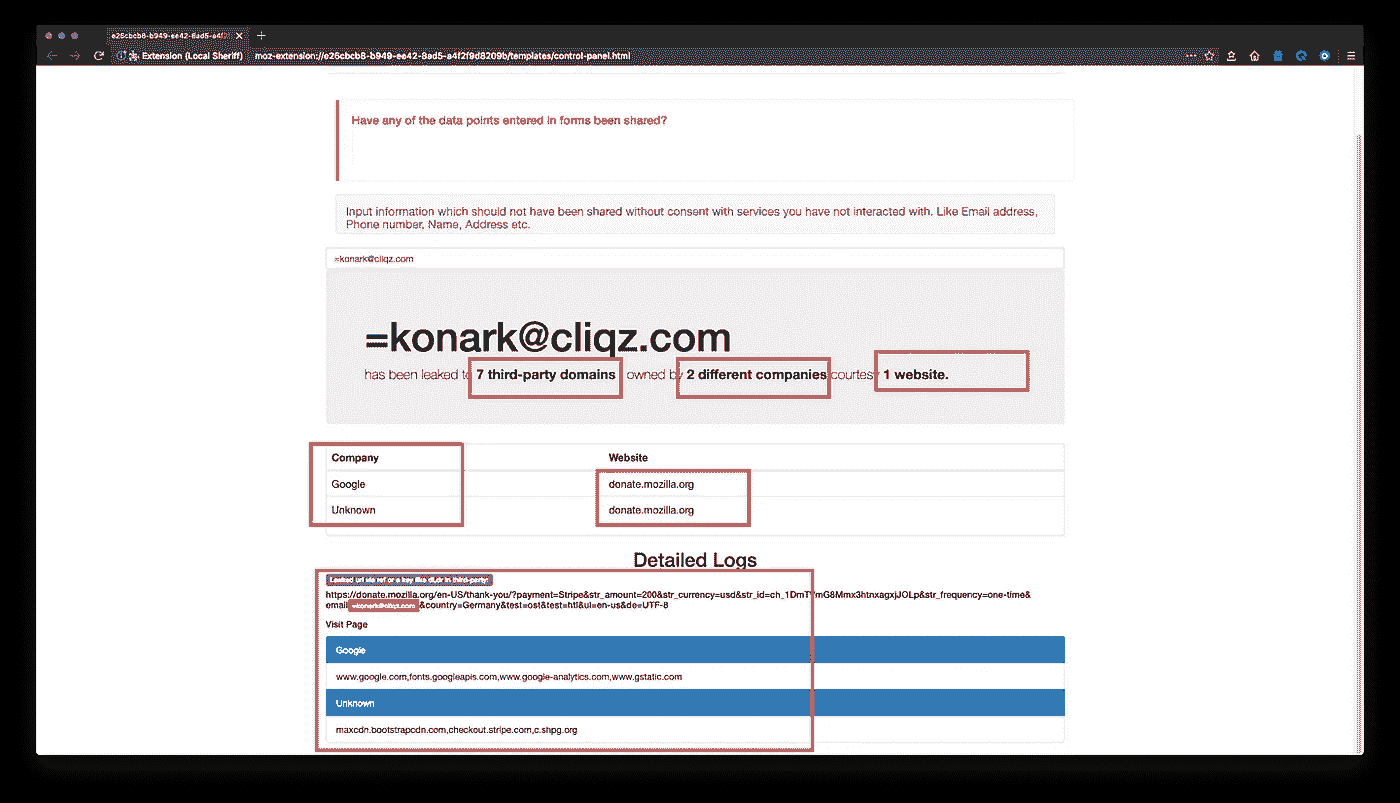 e26cbcb8-b949-ee42-8ad5-a4f2
Extension (Local Sheriff) moz-extension://e26cbcb8-b949-ee42-8ad5-a4f2f9d8209b/templates/control-panel.html
Have any of the data points entered in forms been shared?
Input information which should not have been shared without consent with services you have not interacted with. Like Email address,
Phone number, Name, Address etc.
=konark@cliqz.com
=konark@cliqz.com
has been leaked to 7 third-party domains owned by 2 different companies courtesy 1 website.
Company Website
Google donate.mozilla.org
Unknown donate.mozilla.org
Detailed Logs
Leaked url via ref or a key like dl,dr in third-party:
https://donate.mozilla.org/en-US/thank-you/?payment=Stripe&str_amount=200&str_currency=usd&str_id= &str_frequency=one-time&
email=konark@cliqz.com&country=Germany&test=ost&test=htl&ul=en-us&de=UTF-8
Visit Page
Google
www.google.com,fonts.googleapis.com,www.google-analytics.com,www.gstatic.com
Unknown
maxcdn.bootstrapcdn.com,checkout.stripe.com,c.shpg.org